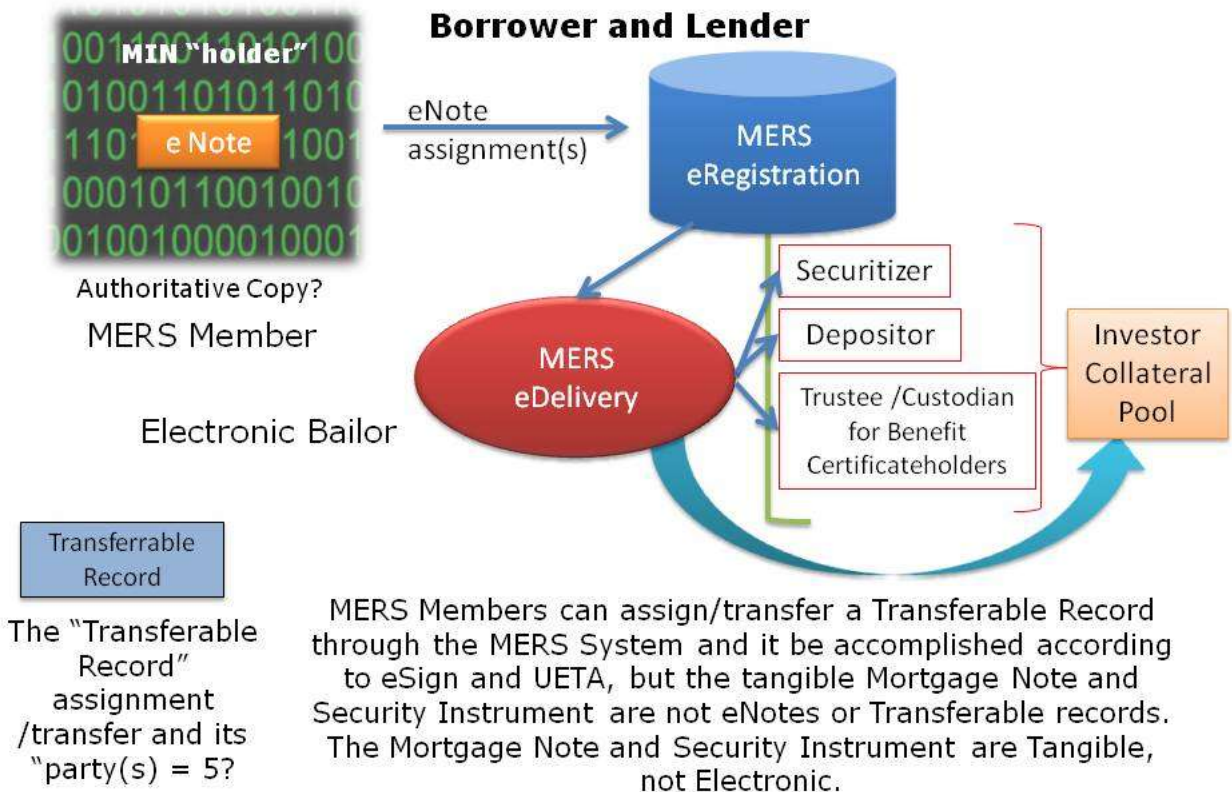 Borrower and Lender
MIN “holder”
e Note
eNote
assignment(s)
MERS
eRegistration
Authoritative Copy?
MERS Member
Electronic Bailor
MERS
eDelivery
Securitizer
Depositor
Trustee /Custodian
for Benefit
Certificateholders
Investor
Collateral
Pool
Transferrable
Record
The “Transferable
Record”
assignment
/transfer and its
“party(s) = 5?
MERS Members can assign/transfer a Transferable Record
through the MERS System and it be accomplished according
to eSign and UETA, but the tangible Mortgage Note and
Security Instrument are not eNotes or Transferable records.
The Mortgage Note and Security Instrument are Tangible,
not Electronic.